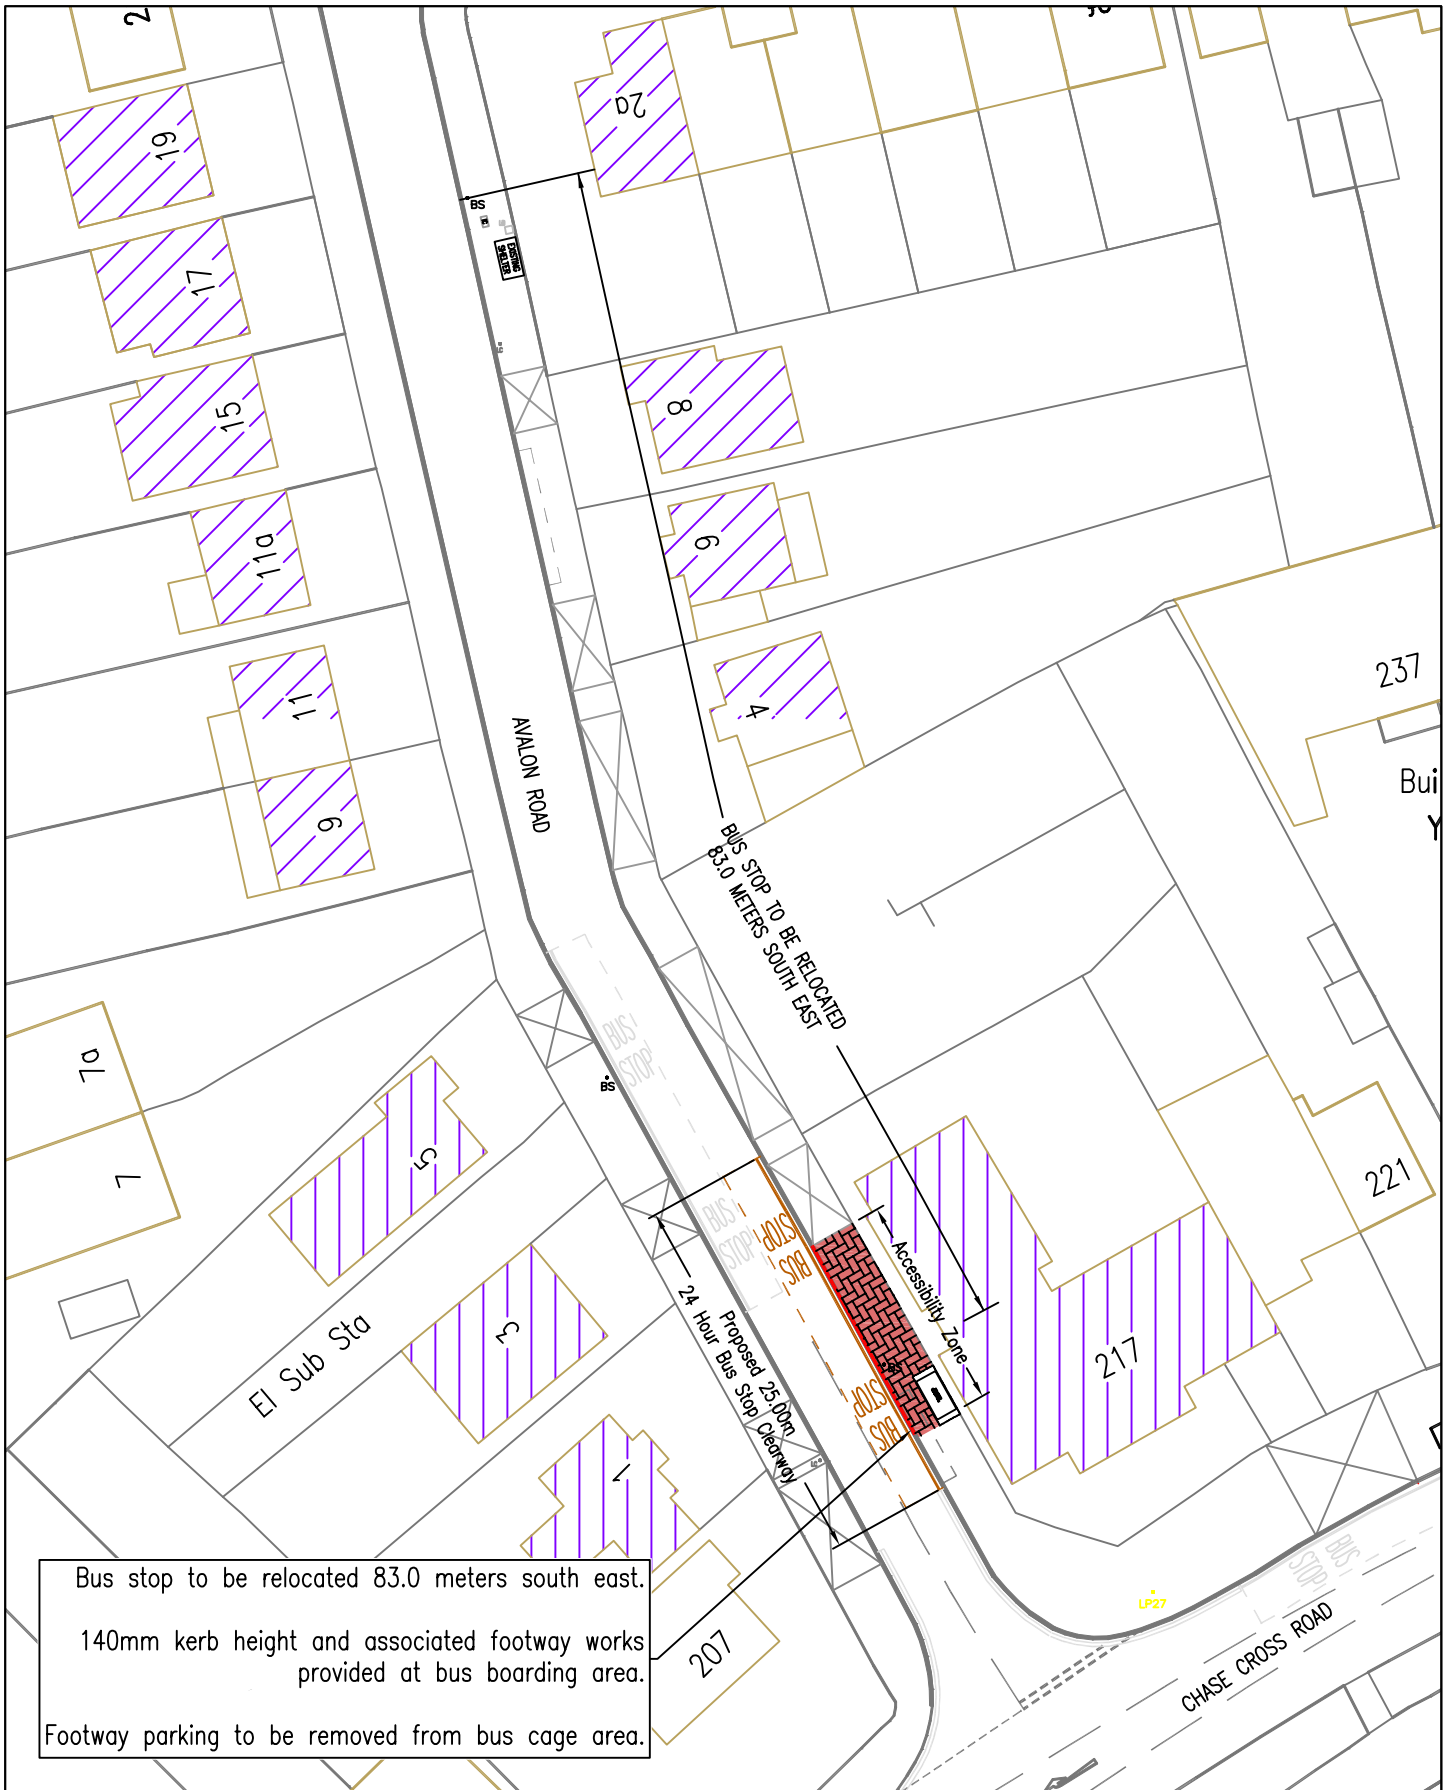 2a
19
BS
17
EXISTING
SHELTER
15
8
11a
6
11
4
237
AVALON ROAD
Bui
Y
9
BUS STOP TO BE RELOCATED
83.0 METERS SOUTH EAST
BUS
STOP
BS
7a
5
7
221
BUS
STOP
BUS
STOP
Accessibility Zone
217
El Sub Sta
3
Proposed 25.00m
24 Hour Bus Stop Clearway
BS
BUS
STOP
1
BUS
STOP
LP27
207
CHASE CROSS ROAD
Bus stop to be relocated 83.0 meters south east.
140mm kerb height and associated footway works
provided at bus boarding area.
Footway parking to be removed from bus cage area.